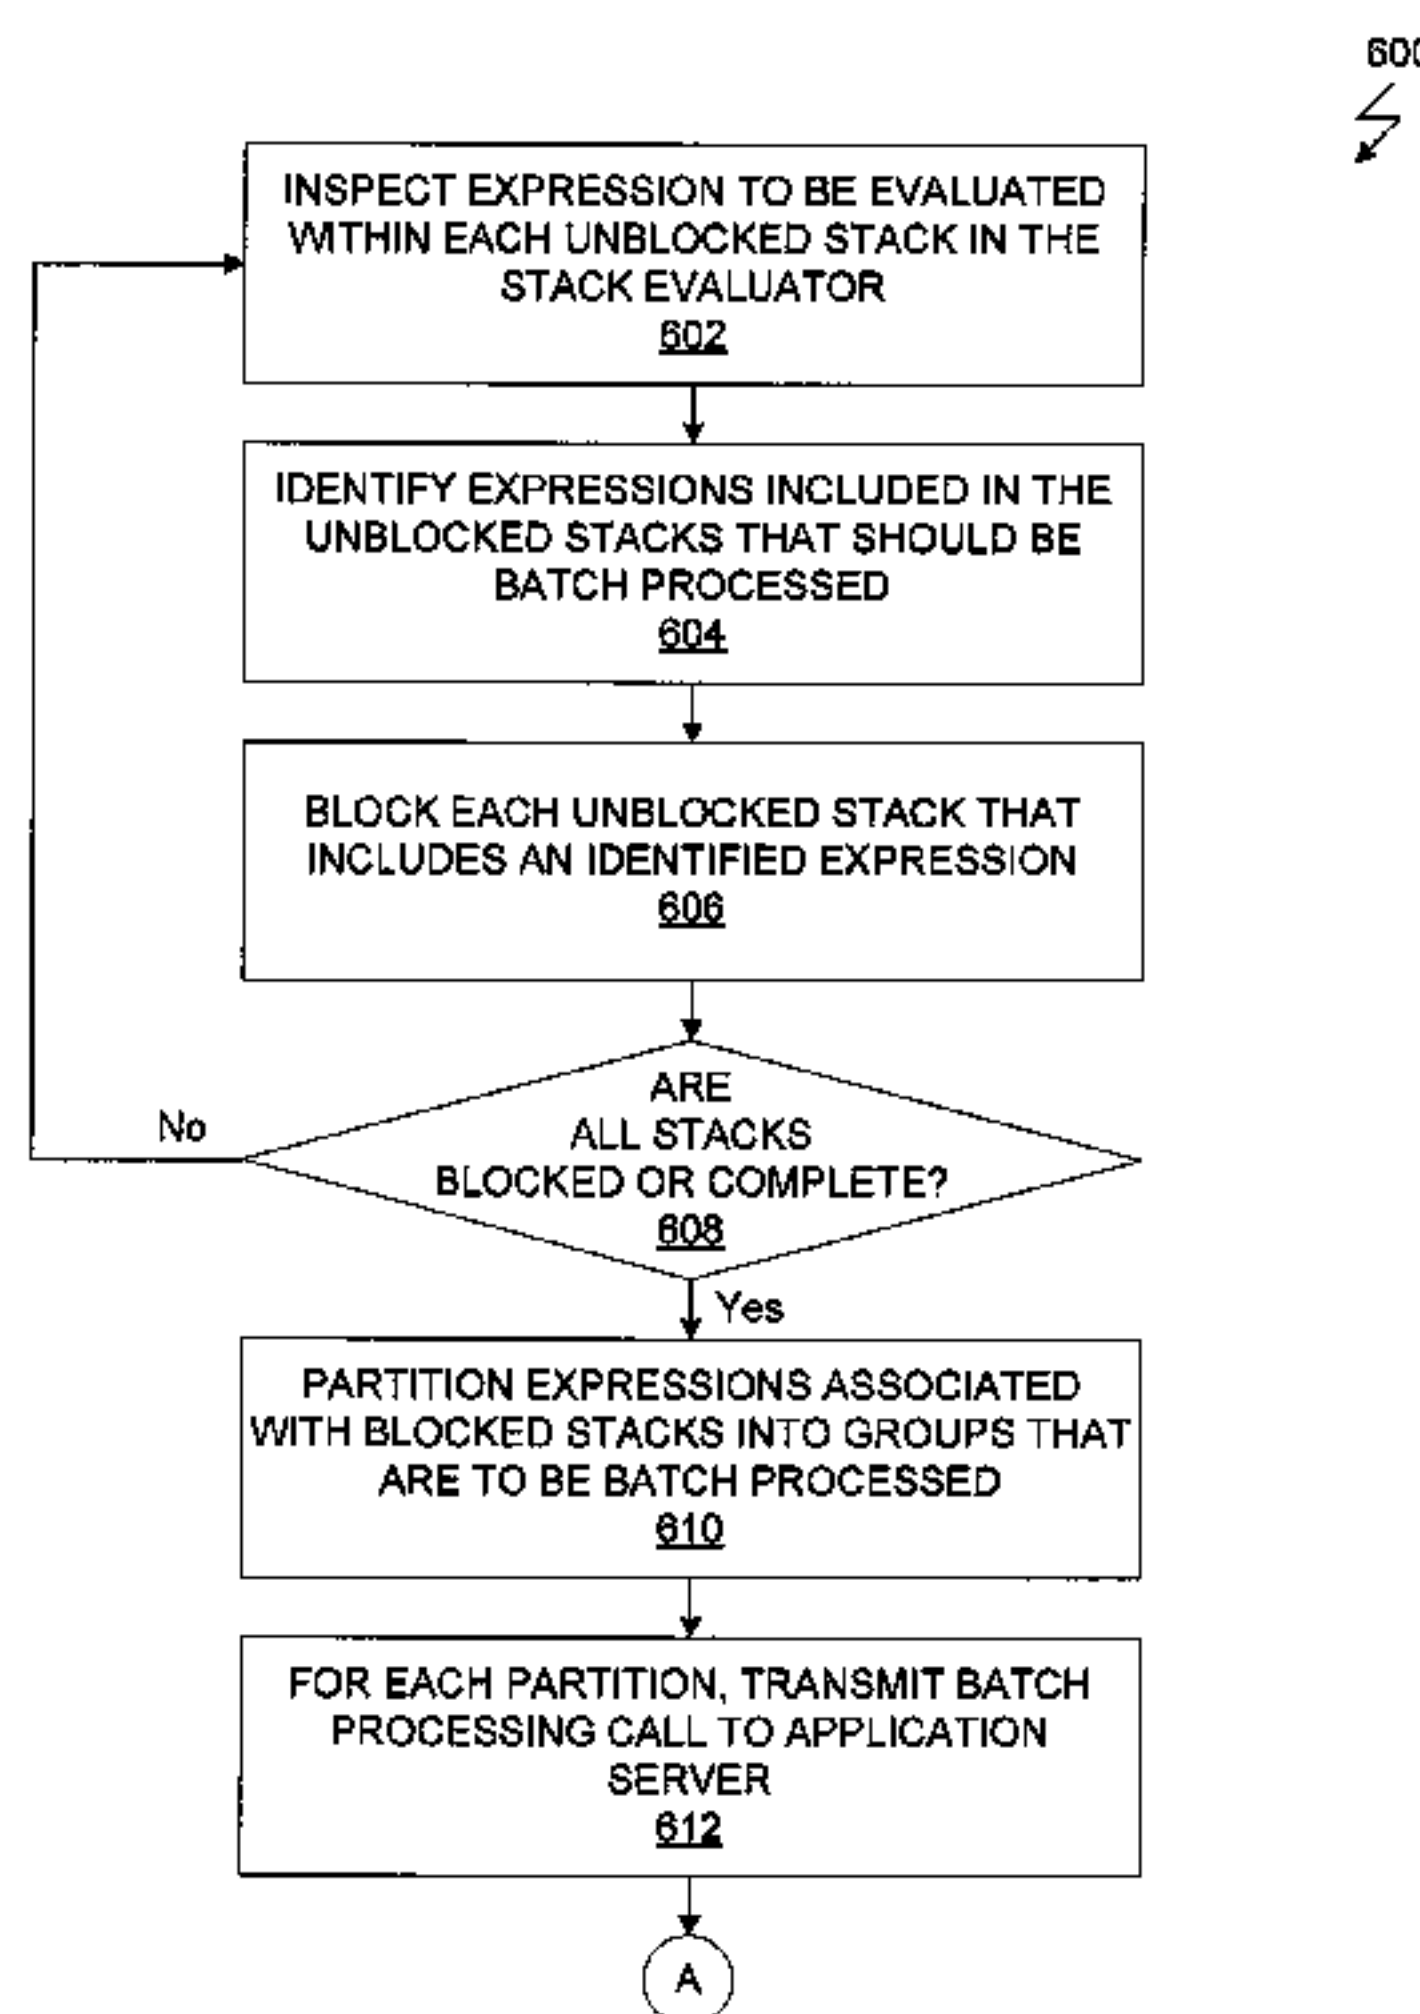 600
INSPECT EXPRESSION TO BE EVALUATED
WITHIN EACH UNBLOCKED STACK IN THE
STACK EVALUATOR
602
IDENTIFY EXPRESSIONS INCLUDED IN THE
UNBLOCKED STACKS THAT SHOULD BE
BATCH PROCESSED
604
BLOCK EACH UNBLOCKED STACK THAT
INCLUDES AN IDENTIFIED EXPRESSION
606
ARE
ALL STACKS
BLOCKED OR COMPLETE?
608
No
Yes
PARTITION EXPRESSIONS ASSOCIATED
WITH BLOCKED STACKS INTO GROUPS THAT
ARE TO BE BATCH PROCESSED
610
FOR EACH PARTITION, TRANSMIT BATCH
PROCESSING CALL TO APPLICATION
SERVER
612
A